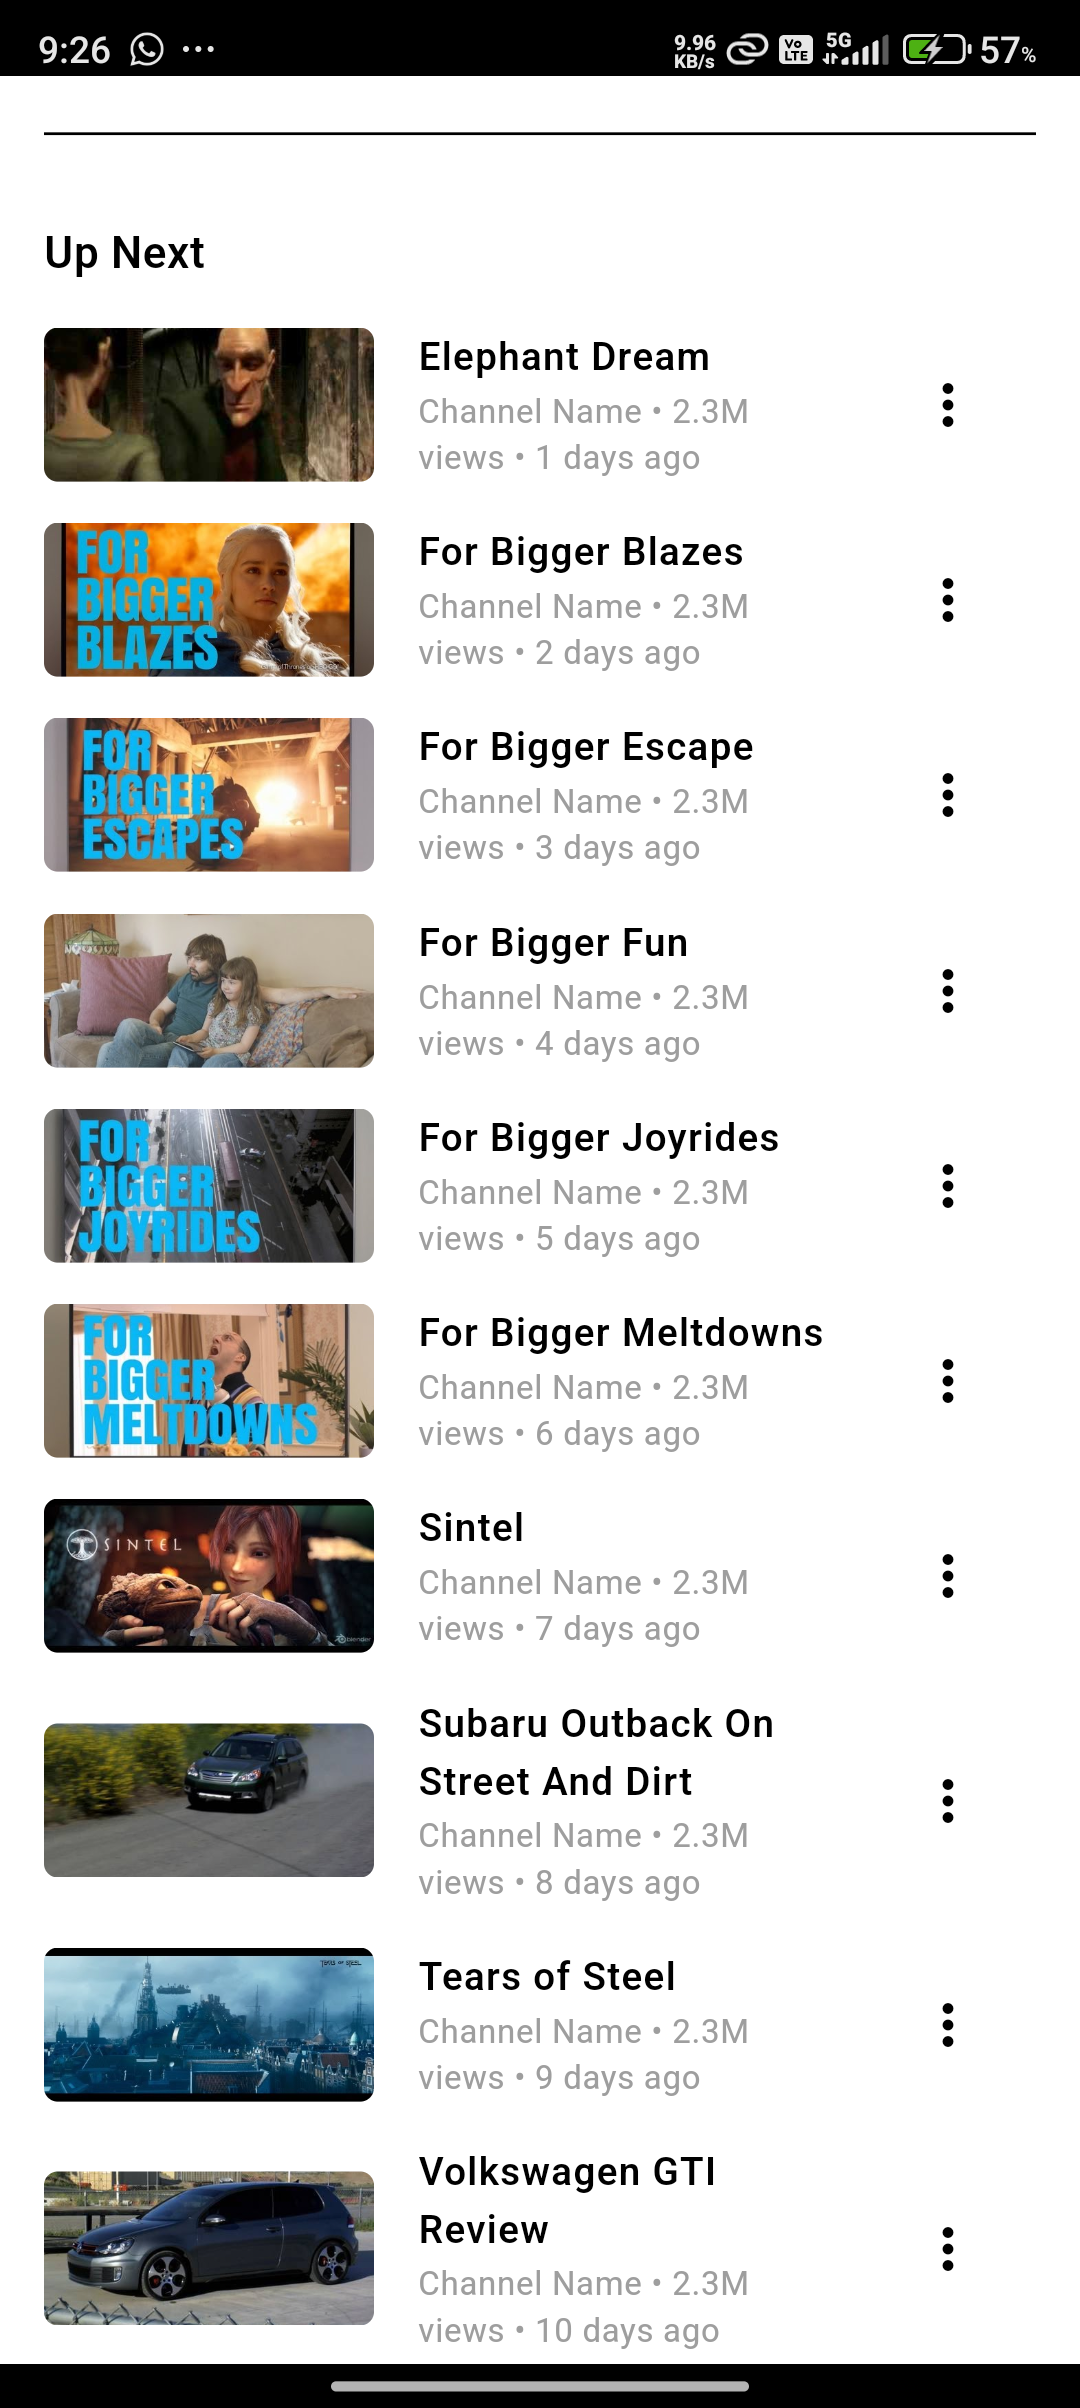 9:26
9.96
KB/s
Vo
LTE
5G
57%
Up Next
Elephant Dream
Channel Name • 2.3M
views • 1 days ago
FOR
BIGGER
BLAZES
For Bigger Blazes
Channel Name • 2.3M
views • 2 days ago
FOR
BIGGER
ESCAPES
For Bigger Escape
Channel Name • 2.3M
views • 3 days ago
For Bigger Fun
Channel Name • 2.3M
views • 4 days ago
FOR
BIGGER
JOYRIDES
For Bigger Joyrides
Channel Name • 2.3M
views • 5 days ago
FOR
BIGGER
MELTDOWNS
For Bigger Meltdowns
Channel Name • 2.3M
views • 6 days ago
SINTEL
blender
Sintel
Channel Name • 2.3M
views • 7 days ago
Subaru Outback On
Street And Dirt
Channel Name • 2.3M
views • 8 days ago
TEARS OF STEEL
Tears of Steel
Channel Name • 2.3M
views • 9 days ago
Volkswagen GTI
Review
Channel Name • 2.3M
views • 10 days ago